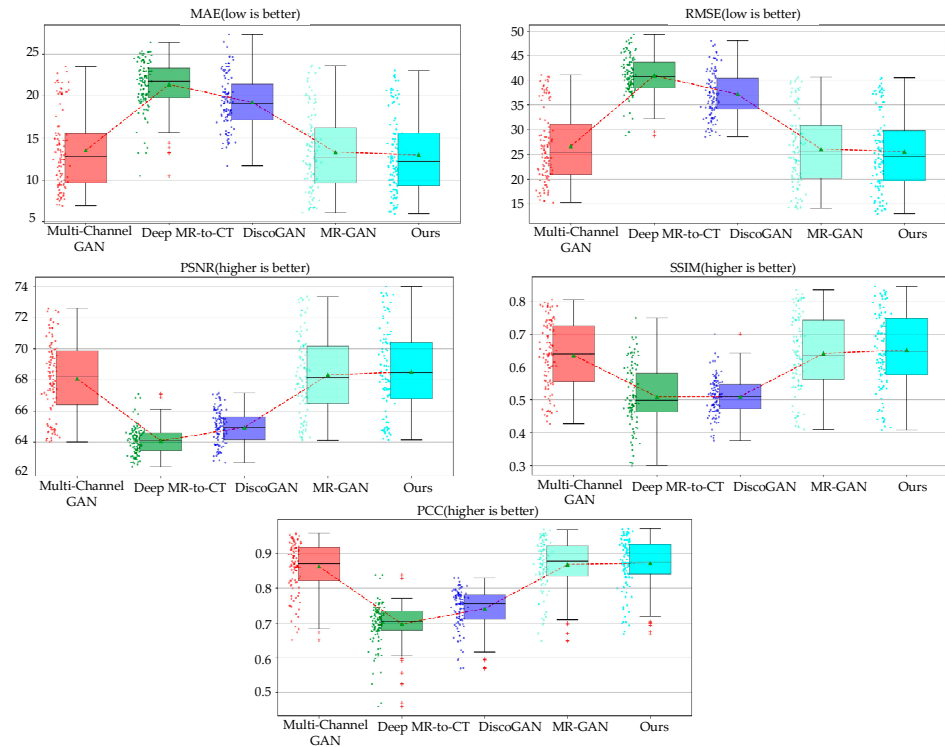 MAE(low is better)
25
20
15
10
5
Multi-Channel GAN
Deep MR-to-CT
DiscoGAN
MR-GAN
Ours
RMSE(low is better)
50
45
40
35
30
25
20
15
Multi-Channel GAN
Deep MR-to-CT
DiscoGAN
MR-GAN
Ours
PSNR(higher is better)
74
70
68
66
64
62
Multi-Channel GAN
Deep MR-to-CT
DiscoGAN
MR-GAN
Ours
SSIM(higher is better)
0.8
0.7
0.6
0.5
0.4
0.3
Multi-Channel GAN
Deep MR-to-CT
DiscoGAN
MR-GAN
Ours
PCC(higher is better)
0.9
0.8
0.7
0.6
0.5
Multi-Channel GAN
Deep MR-to-CT
DiscoGAN
MR-GAN
Ours